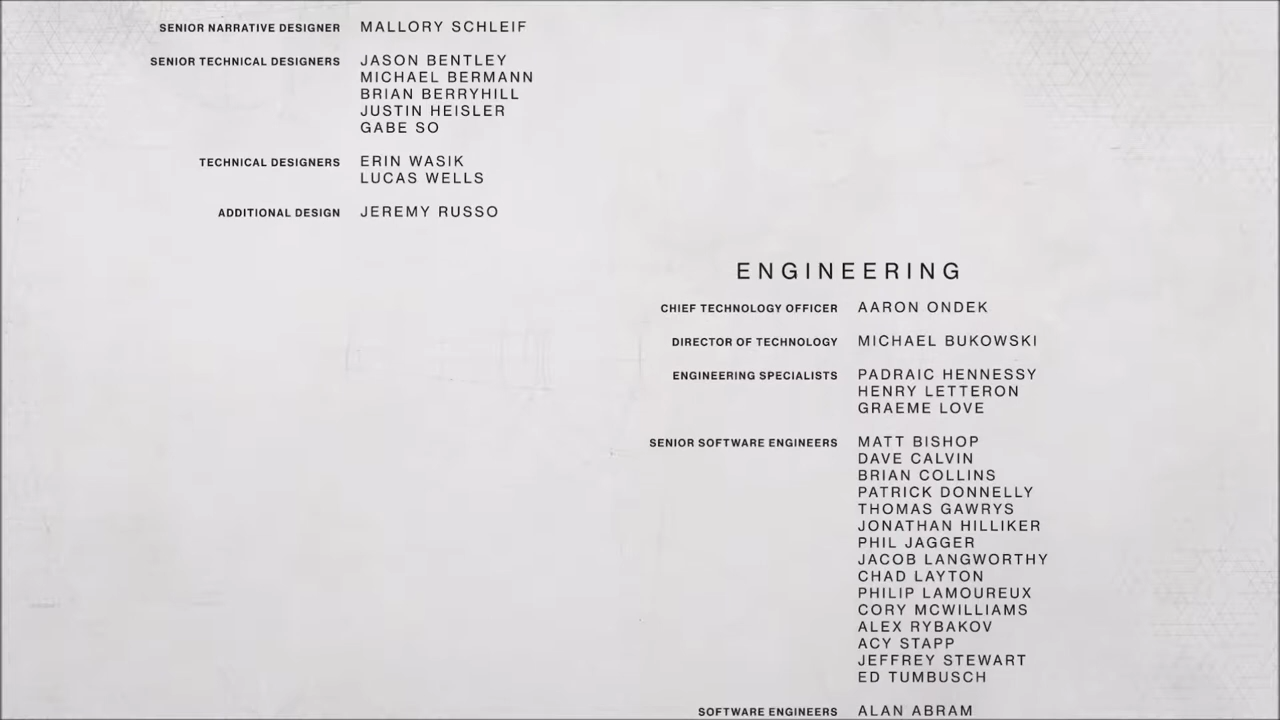 SENIOR NARRATIVE DESIGNER MALLORY SCHLEIF
SENIOR TECHNICAL DESIGNERS JASON BENTLEY
MICHAEL BERMANN
BRIAN BERRYHILL
JUSTIN HEISLER
GABE SO
TECHNICAL DESIGNERS ERIN WASIK
LUCAS WELLS
ADDITIONAL DESIGN JEREMY RUSSO
ENGINEERING
CHIEF TECHNOLOGY OFFICER AARON ONDEK
DIRECTOR OF TECHNOLOGY MICHAEL BUKOWSKI
ENGINEERING SPECIALISTS PADRAIC HENNESSY
HENRY LETTERON
GRAEME LOVE
SENIOR SOFTWARE ENGINEERS MATT BISHOP
DAVE CALVIN
BRIAN COLLINS
PATRICK DONNELLY
THOMAS GAWRYS
JONATHAN HILLIKER
PHIL JAGGER
JACOB LANGWORTHY
CHAD LAYTON
PHILIP LAMOUREUX
CORY MCWILLIAMS
ALEX RYBAKOV
ACY STAPP
JEFFREY STEWART
ED TUMBUSCH
SOFTWARE ENGINEERS ALAN ABRAM